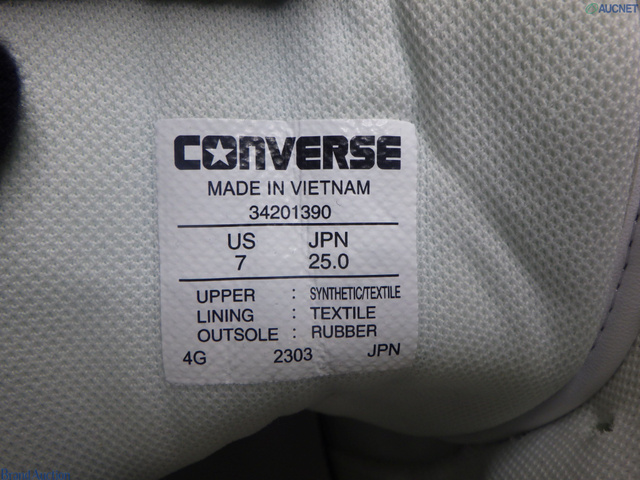 AUCNET
CONVERSE
MADE IN VIETNAM
34201390
US JPN
7 25.0
UPPER : SYNTHETIC/TEXTILE
LINING : TEXTILE
OUTSOLE : RUBBER
4G 2303 JPN